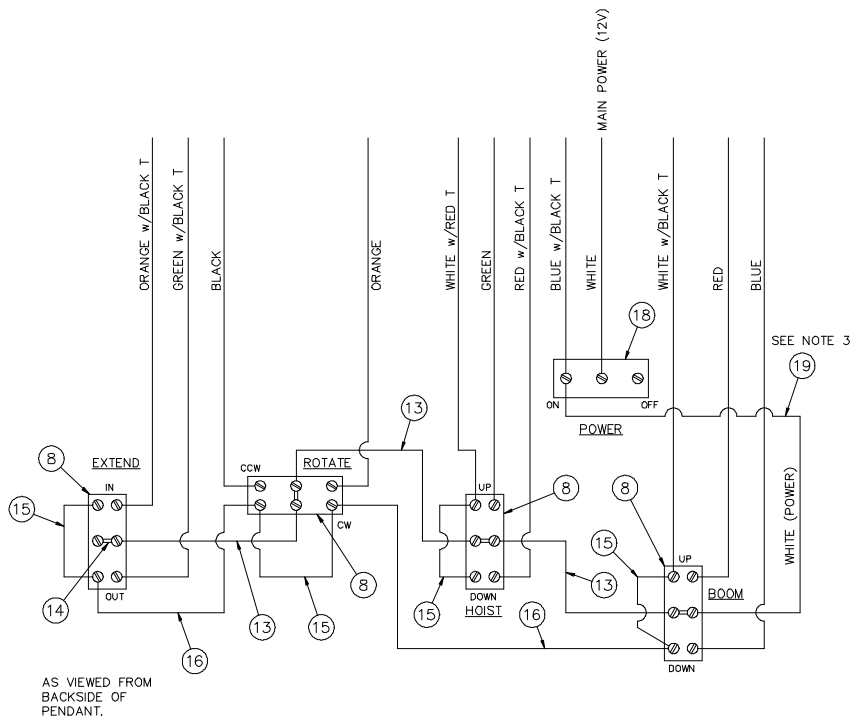 MAIN POWER (12V)
ORANGE w/BLACK T
GREEN w/BLACK T
BLACK
ORANGE
WHITE w/RED T
GREEN
RED w/BLACK T
BLUE w/BLACK T
WHITE
WHITE w/BLACK T
RED
BLUE
18
SEE NOTE 3
19
ON
OFF
POWER
13
8
EXTEND
IN
CCW
ROTATE
15
CW
UP
8
8
WHITE (POWER)
14
OUT
13
15
8
15
DOWN
HOIST
13
15
UP
BOOM
16
16
DOWN
AS VIEWED FROM
BACKSIDE OF
PENDANT.